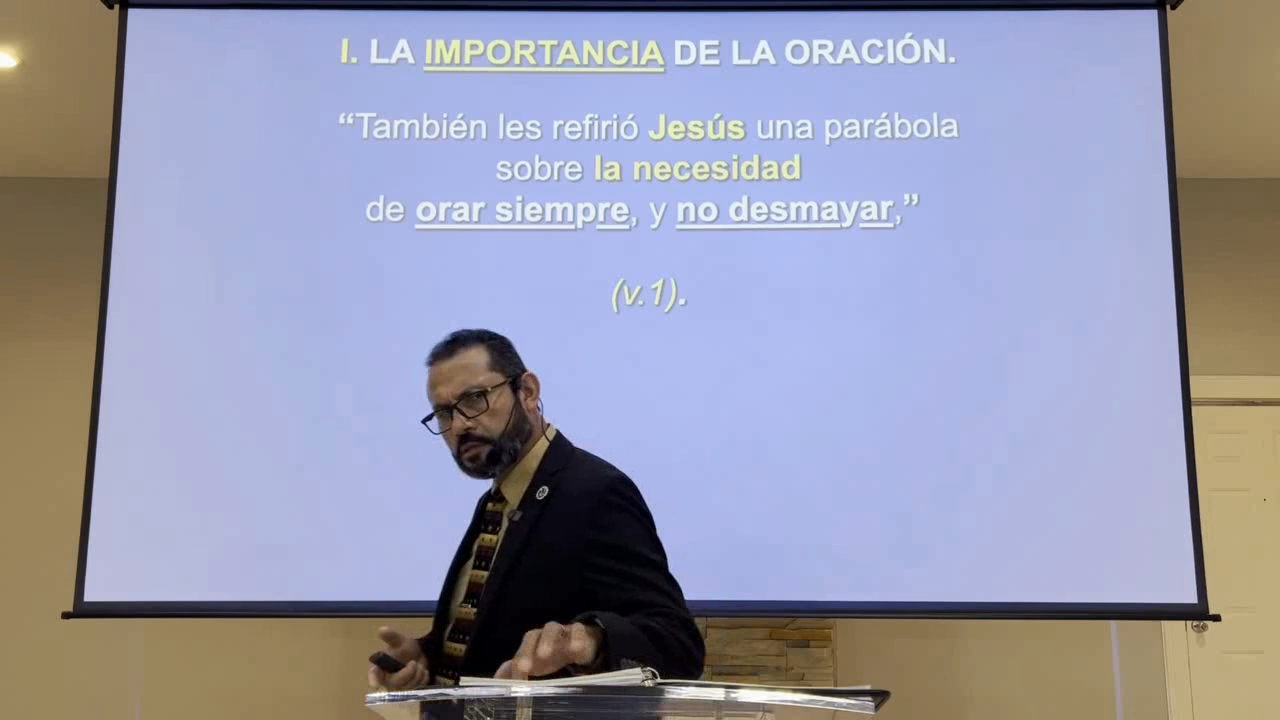 I. LA IMPORTANCIA DE LA ORACIÓN.
“También les refirió Jesús una parábola
sobre la necesidad
de orar siempre, y no desmayar,”
(v.1).